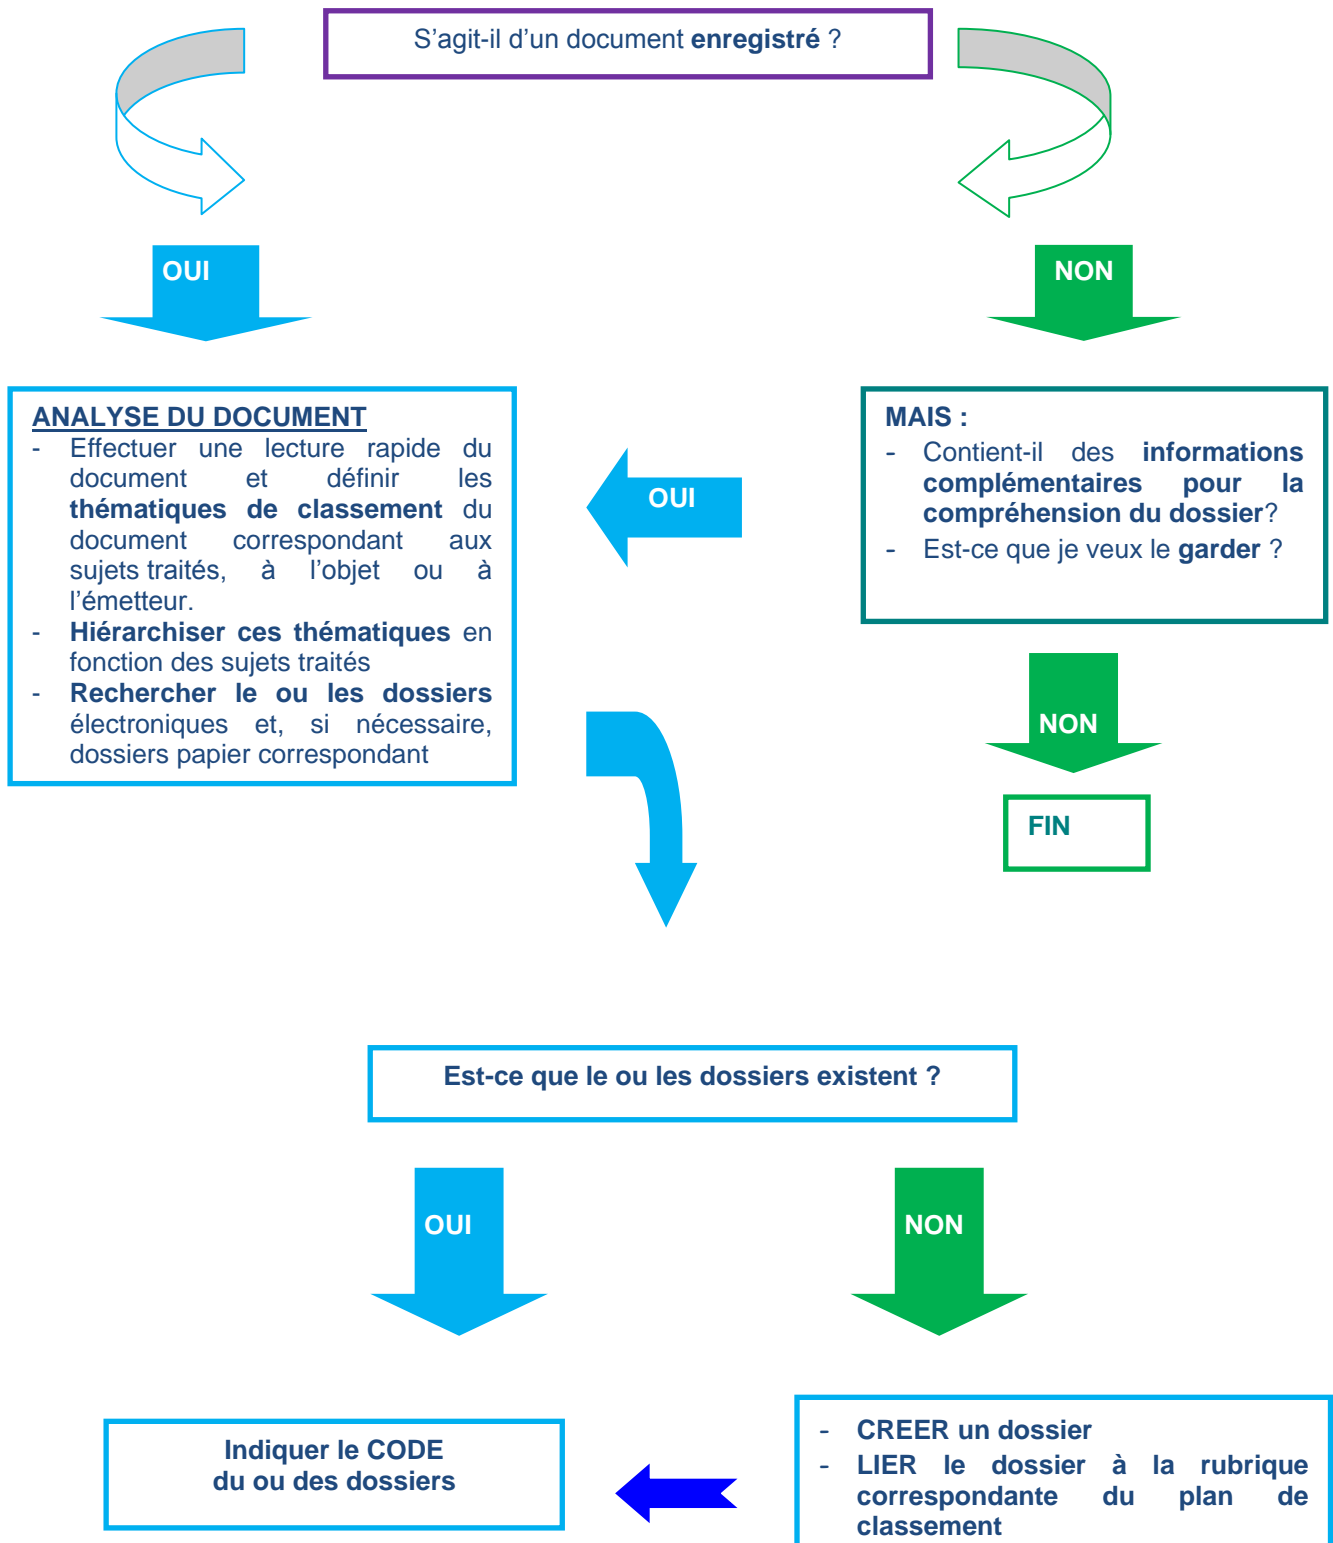 S’agit-il d’un document enregistré ?
OUI
NON
ANALYSE DU DOCUMENT
- Effectuer une lecture rapide du
document et définir les
thématiques de classement du
document correspondant aux
sujets traités, à l’objet ou à
l’émetteur.
- Hiérarchiser ces thématiques en
fonction des sujets traités
- Rechercher le ou les dossiers
électroniques et, si nécessaire,
dossiers papier correspondant
OUI
MAIS :
- Contient-il des informations
complémentaires pour la
compréhension du dossier?
- Est-ce que je veux le garder ?
NON
FIN
Est-ce que le ou les dossiers existent ?
OUI
NON
Indiquer le CODE
du ou des dossiers
- CREER un dossier
- LIER le dossier à la rubrique
correspondante du plan de
classement